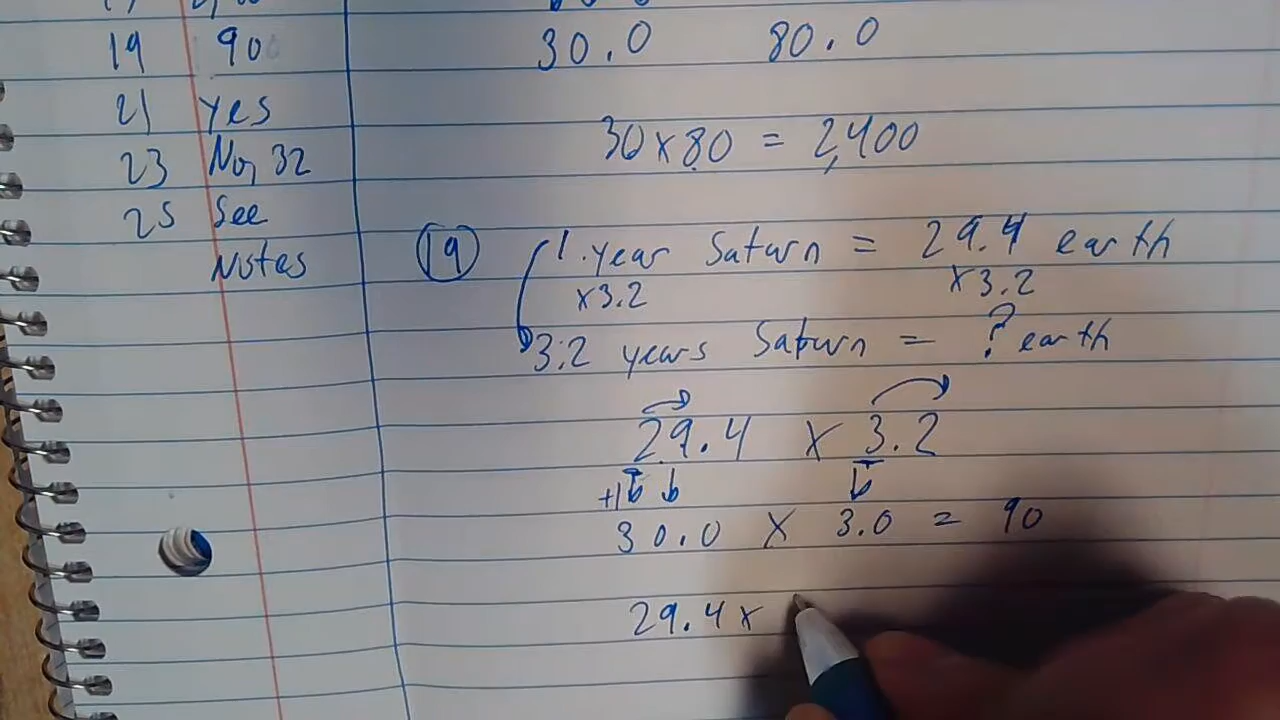 19 90
21 yes
23 No, 32
25 See
Notes
30.0 80.0
30 x 80 = 2,400
19 1 year Saturn = 29.4 earth
x3.2 x3.2
3.2 years Saturn = ? earth
29.4 x 3.2
+1
30.0 x 3.0 = 90
29.4 x